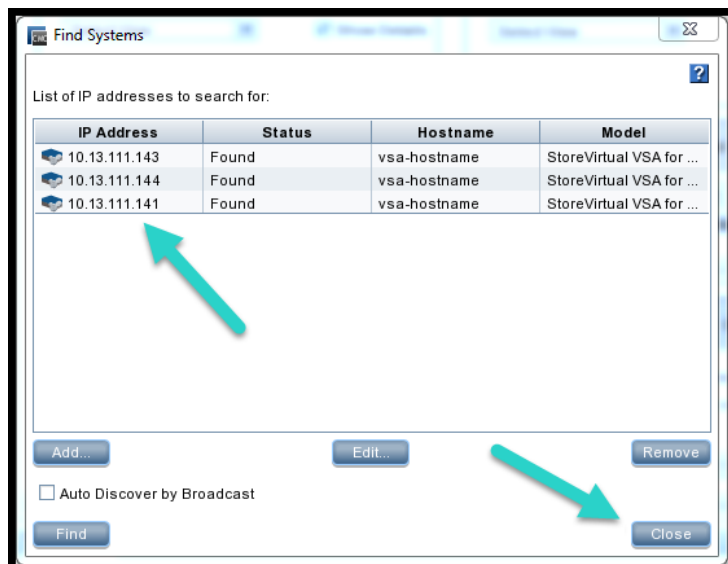 CMC Find Systems
?
List of IP addresses to search for:
IP Address Status Hostname Model
10.13.111.143 Found vsa-hostname StoreVirtual VSA for ...
10.13.111.144 Found vsa-hostname StoreVirtual VSA for ...
10.13.111.141 Found vsa-hostname StoreVirtual VSA for ...
Add... Edit... Remove
Auto Discover by Broadcast
Find Close